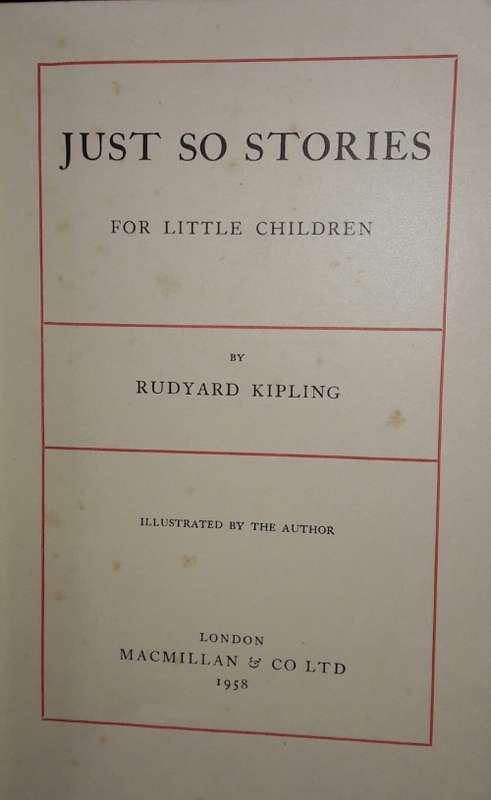 JUST SO STORIES
FOR LITTLE CHILDREN
BY
RUDYARD KIPLING
ILLUSTRATED BY THE AUTHOR
LONDON
MACMILLAN & CO LTD
1958